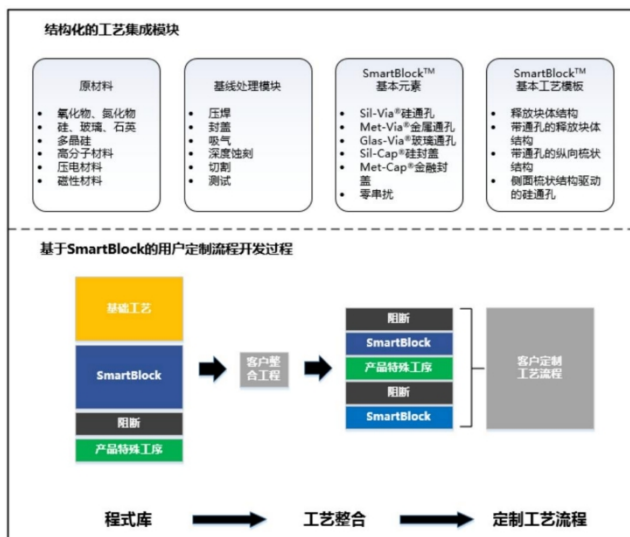 结构化的工艺集成模块
原材料
氧化物、氮化物
硅、玻璃、石英
多晶硅
高分子材料
压电材料
磁性材料
基线处理模块
压焊
封盖
吸气
深度蚀刻
切割
测试
SmartBlock™
基本元素
Sil-Via®硅通孔
Met-Via®金属通孔
Glas-Via®玻璃通孔
Sil-Cap®硅封盖
Met-Cap®金融封
盖
零串扰
SmartBlock™
基本工艺模板
释放块体结构
带通孔的释放块体
结构
带通孔的纵向梳状
结构
侧面梳状结构驱动
的硅通孔
基于SmartBlock的用户定制流程开发过程
基础工艺
SmartBlock
阻断
产品特殊工序
客户整
合工程
阻断
SmartBlock
产品特殊工序
阻断
SmartBlock
客户定制
工艺流程
程式库
工艺整合
定制工艺流程